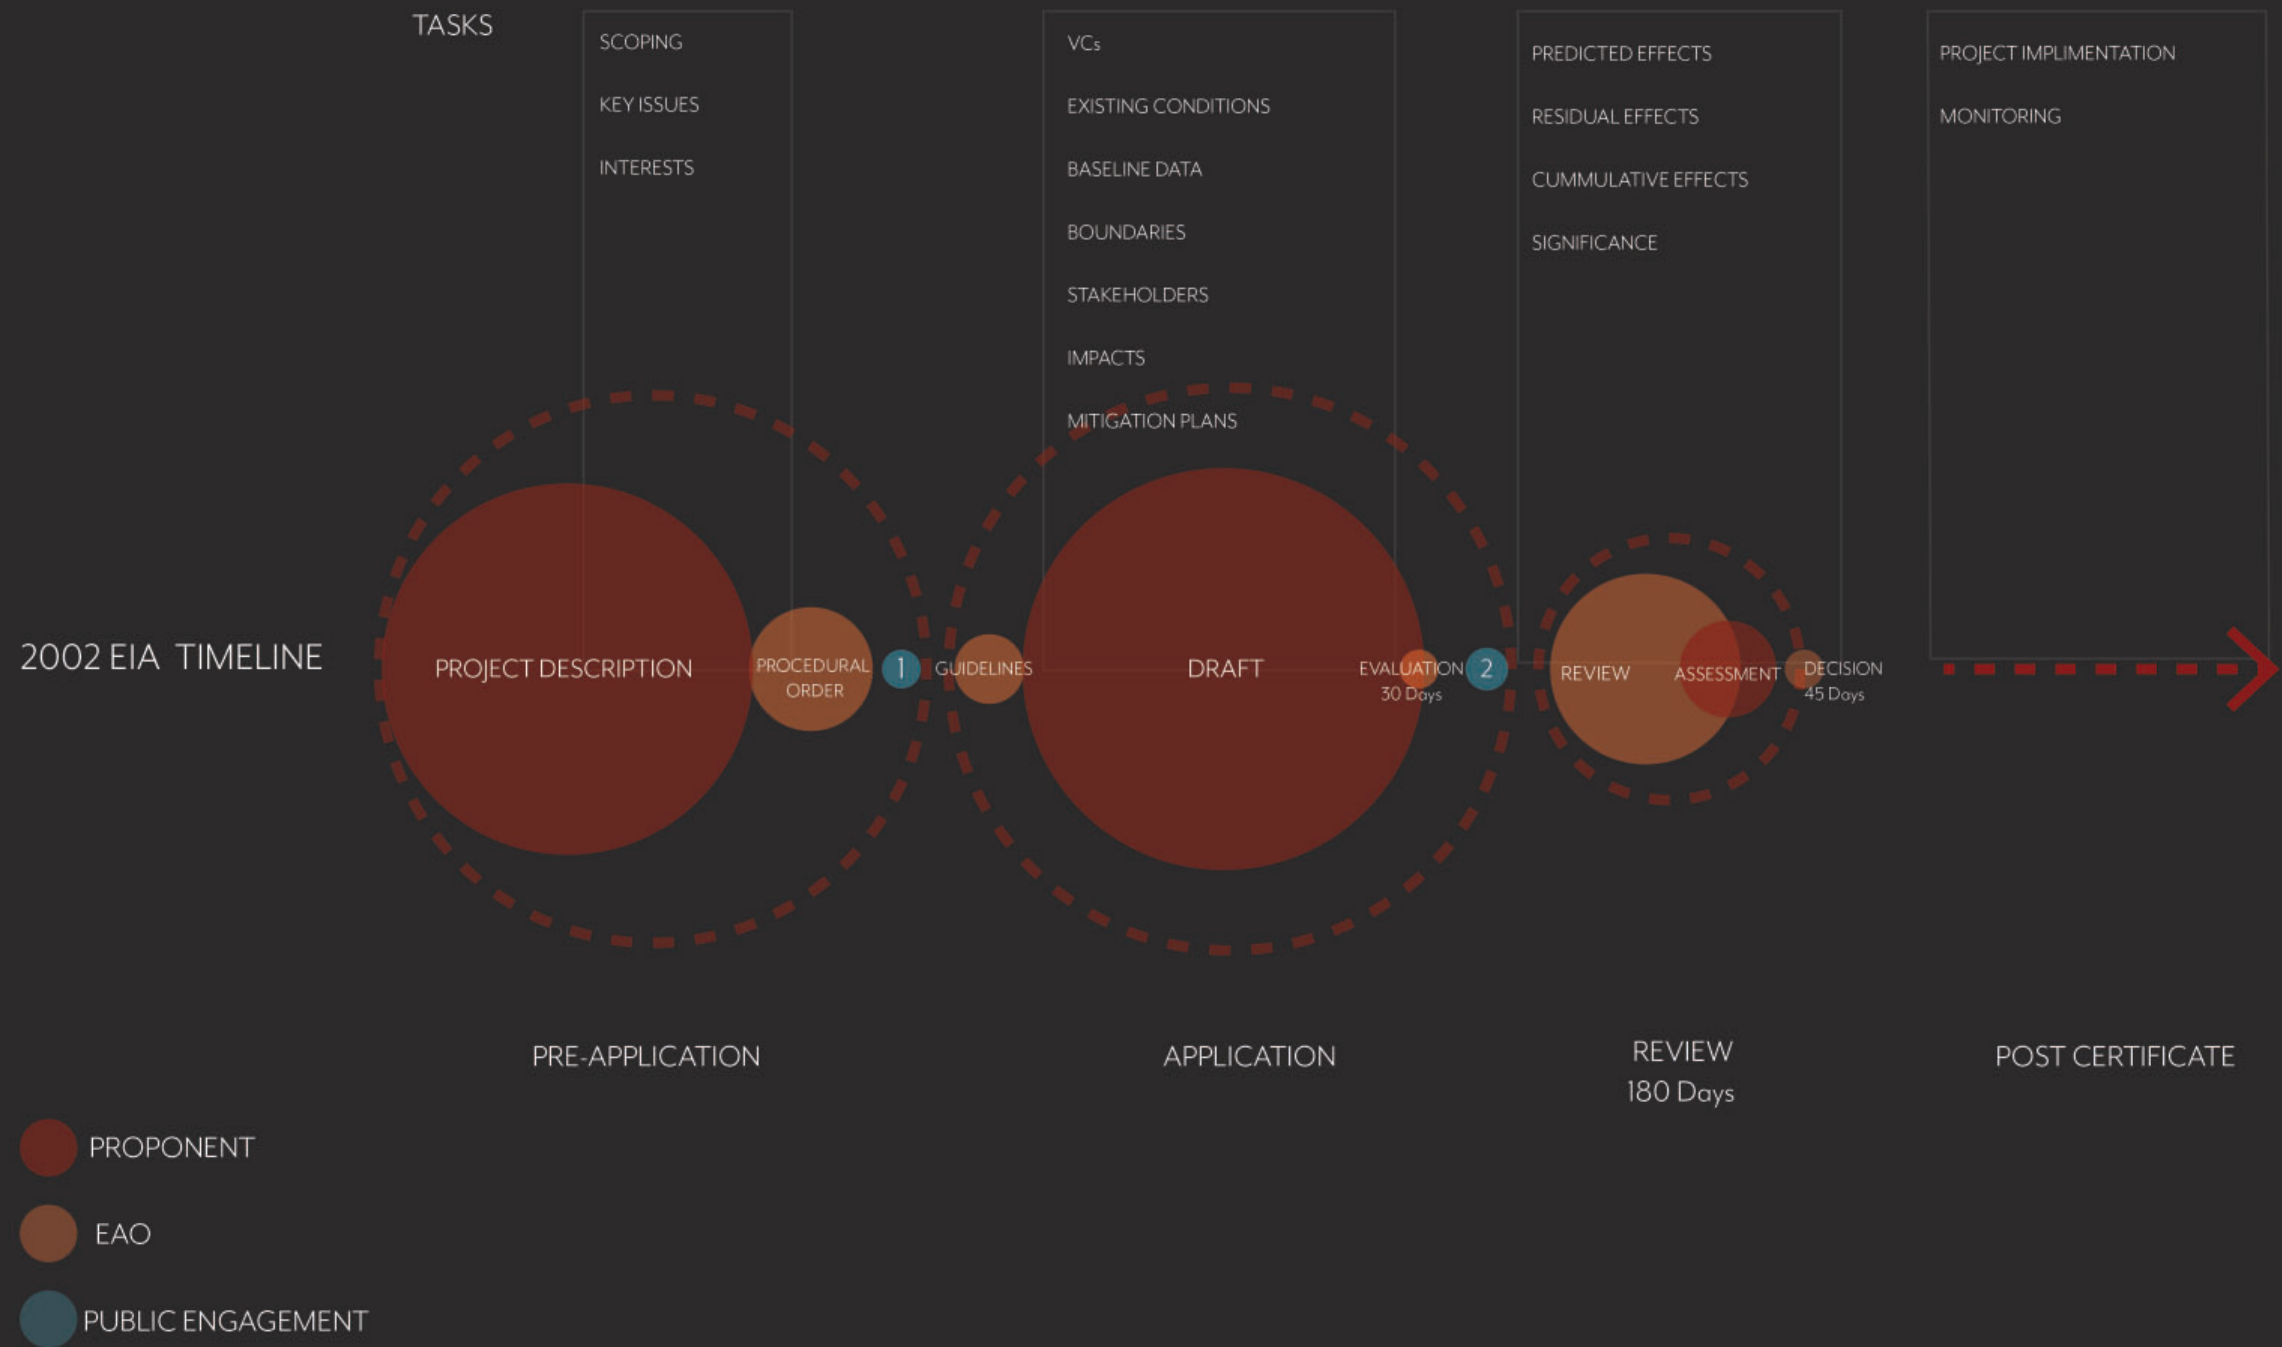 TASKS
SCOPING
KEY ISSUES
INTERESTS
VCs
EXISTING CONDITIONS
BASELINE DATA
BOUNDARIES
STAKEHOLDERS
IMPACTS
MITIGATION PLANS
PREDICTED EFFECTS
RESIDUAL EFFECTS
CUMMULATIVE EFFECTS
SIGNIFICANCE
PROJECT IMPLIMENTATION
MONITORING
2002 EIA TIMELINE
PROJECT DESCRIPTION
PROCEDURAL
ORDER
1
GUIDELINES
DRAFT
EVALUATION
30 Days
2
REVIEW
ASSESSMENT
DECISION
45 Days
PRE-APPLICATION
APPLICATION
REVIEW
180 Days
POST CERTIFICATE
PROPONENT
EAO
PUBLIC ENGAGEMENT